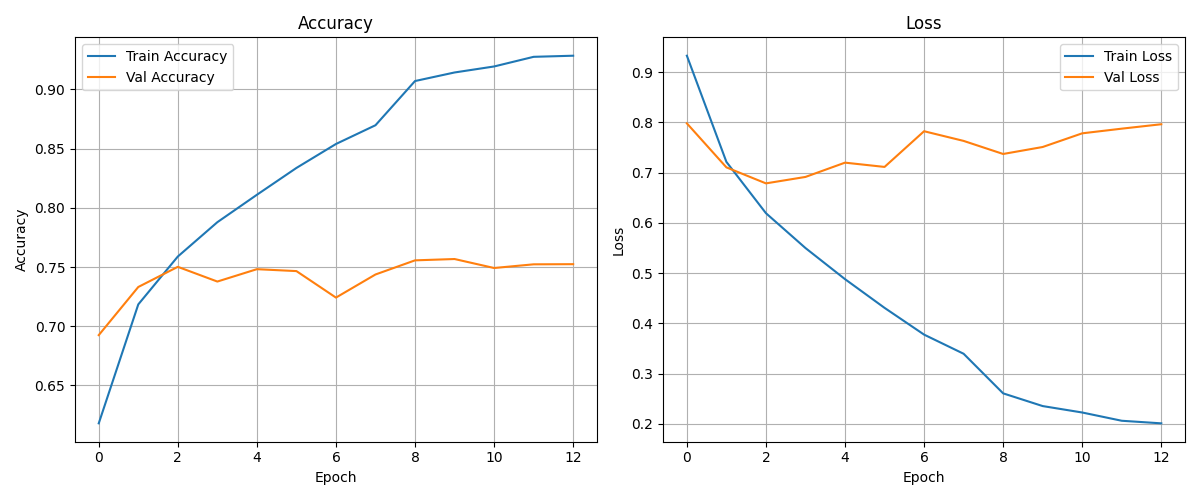 Accuracy
Train Accuracy
Val Accuracy
0.90
0.85
0.80
0.75
0.70
0.65
Accuracy
0 2 4 6 8 10 12
Epoch
Loss
Train Loss
Val Loss
0.9
0.8
0.7
0.6
0.5
0.4
0.3
0.2
Loss
0 2 4 6 8 10 12
Epoch